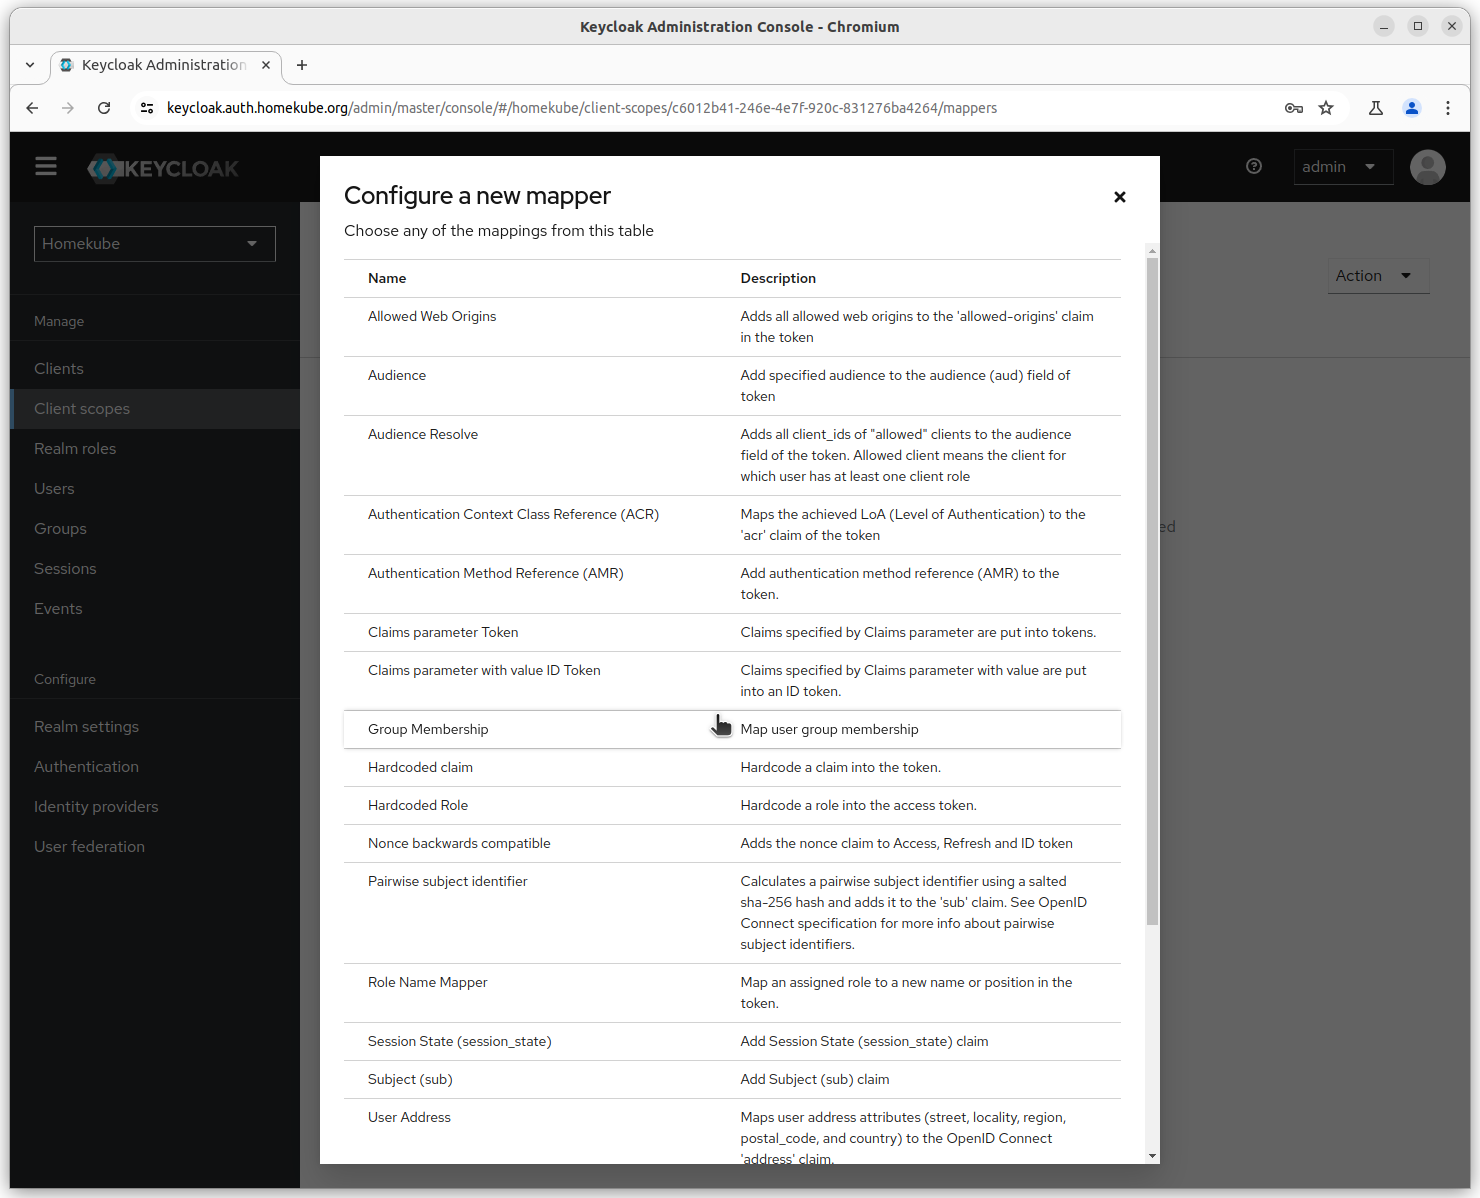 Keycloak Administration Console - Chromium
Keycloak Administration
keycloak.auth.homekube.org/admin/master/console/#/homekube/client-scopes/c6012b41-246e-4e7f-920c-831276ba4264/mappers
KEYCLOAK
admin
Homekube
Manage
Clients
Client scopes
Realm roles
Users
Groups
Sessions
Events
Configure
Realm settings
Authentication
Identity providers
User federation
Action
Configure a new mapper
Choose any of the mappings from this table
Name Description
Allowed Web Origins Adds all allowed web origins to the 'allowed-origins' claim
in the token
Audience Add specified audience to the audience (aud) field of
token
Audience Resolve Adds all client_ids of "allowed" clients to the audience
field of the token. Allowed client means the client for
which user has at least one client role
Authentication Context Class Reference (ACR) Maps the achieved LoA (Level of Authentication) to the
'acr' claim of the token
Authentication Method Reference (AMR) Add authentication method reference (AMR) to the
token.
Claims parameter Token Claims specified by Claims parameter are put into tokens.
Claims parameter with value ID Token Claims specified by Claims parameter with value are put
into an ID token.
Group Membership Map user group membership
Hardcoded claim Hardcode a claim into the token.
Hardcoded Role Hardcode a role into the access token.
Nonce backwards compatible Adds the nonce claim to Access, Refresh and ID token
Pairwise subject identifier Calculates a pairwise subject identifier using a salted
sha-256 hash and adds it to the 'sub' claim. See OpenID
Connect specification for more info about pairwise
subject identifiers.
Role Name Mapper Map an assigned role to a new name or position in the
token.
Session State (session_state) Add Session State (session_state) claim
Subject (sub) Add Subject (sub) claim
User Address Maps user address attributes (street, locality, region,
postal_code, and country) to the OpenID Connect
'address' claim.